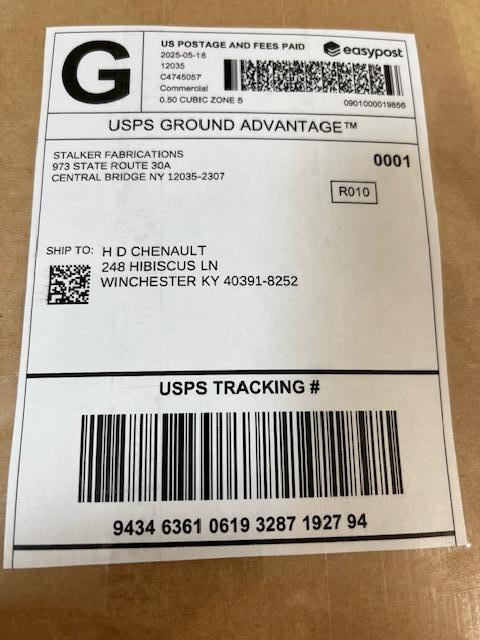 G
US POSTAGE AND FEES PAID
2025-05-16
12035
C4745057
Commercial
0.50 CUBIC ZONE 5
easypost
0901000019856
USPS GROUND ADVANTAGE™
STALKER FABRICATIONS
973 STATE ROUTE 30A
CENTRAL BRIDGE NY 12035-2307
0001
R010
SHIP TO: H D CHENAULT
248 HIBISCUS LN
WINCHESTER KY 40391-8252
USPS TRACKING #
9434 6361 0619 3287 1927 94